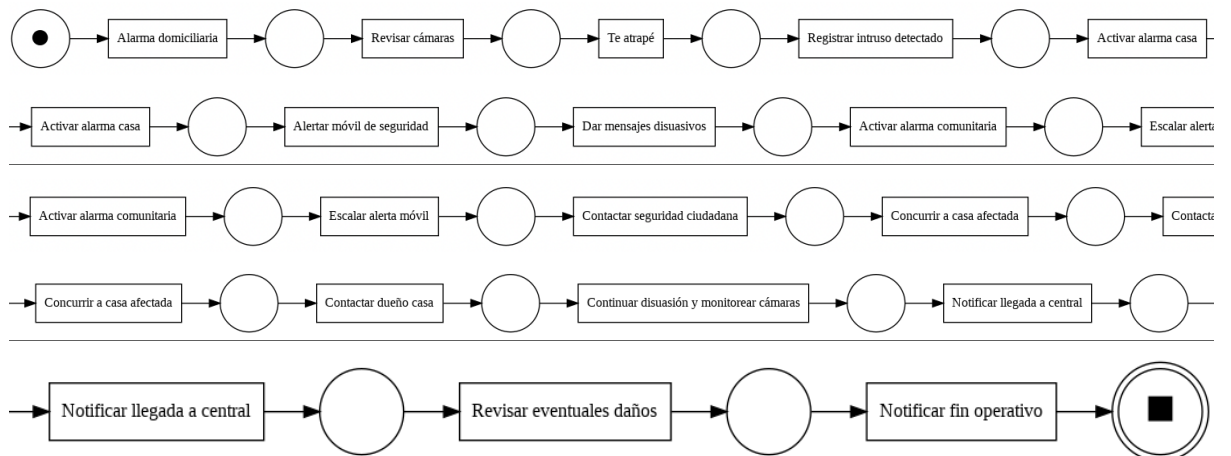 Alarma domiciliaria
Revisar cámaras
Te atrapé
Registrar intruso detectado
Activar alarma casa
Activar alarma casa
Alertar móvil de seguridad
Dar mensajes disuasivos
Activar alarma comunitaria
Escalar alerta
Activar alarma comunitaria
Escalar alerta móvil
Contactar seguridad ciudadana
Concurrir a casa afectada
Contacta
Concurrir a casa afectada
Contactar dueño casa
Continuar disuasión y monitorear cámaras
Notificar llegada a central
Notificar llegada a central
Revisar eventuales daños
Notificar fin operativo